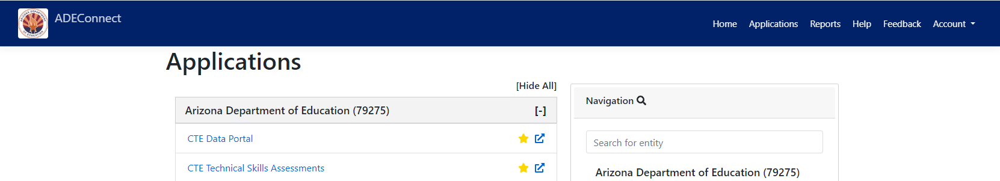 ADEConnect
Home Applications Reports Help Feedback Account
Applications
[Hide All]
Arizona Department of Education (79275) [-]
CTE Data Portal
CTE Technical Skills Assessments
Navigation
Search for entity
Arizona Department of Education (79275)